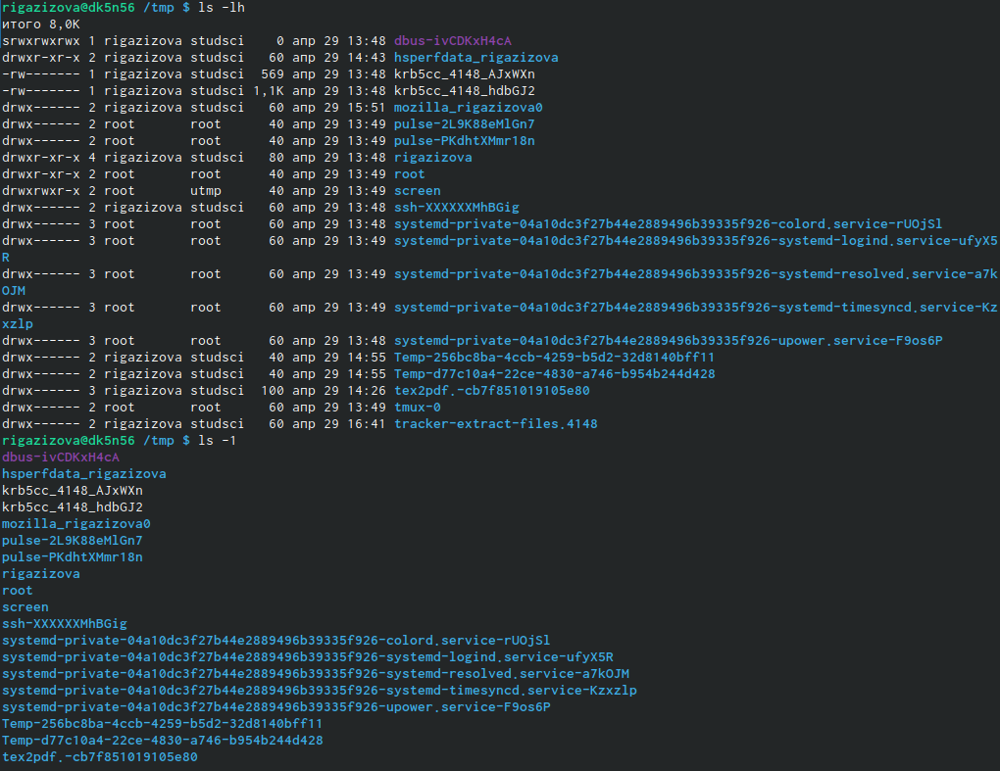 rigazizova@dk5n56 /tmp $ ls -lh
итого 8,0K
srwxrwxrwx 1 rigazizova studsci    0 апр 29 13:48 dbus-ivCDKxH4cA
drwxr-xr-x 2 rigazizova studsci   60 апр 29 14:43 hsperfdata_rigazizova
-rw------- 1 rigazizova studsci  569 апр 29 13:48 krb5cc_4148_AJxWXn
-rw------- 1 rigazizova studsci 1,1K апр 29 13:48 krb5cc_4148_hdbGJ2
drwx------ 2 rigazizova studsci   60 апр 29 15:51 mozilla_rigazizova0
drwx------ 2 root       root      40 апр 29 13:49 pulse-2L9K88eMlGn7
drwx------ 2 root       root      40 апр 29 13:49 pulse-PKdhtXMmr18n
drwxr-xr-x 4 rigazizova studsci   80 апр 29 13:48 rigazizova
drwxr-xr-x 2 root       root      40 апр 29 13:49 root
drwxrwxr-x 2 root       utmp      40 апр 29 13:49 screen
drwx------ 2 rigazizova studsci   60 апр 29 13:48 ssh-XXXXXXMhBGig
drwx------ 3 root       root      60 апр 29 13:48 systemd-private-04a10dc3f27b44e2889496b39335f926-colord.service-rUOjSl
drwx------ 3 root       root      60 апр 29 13:49 systemd-private-04a10dc3f27b44e2889496b39335f926-systemd-logind.service-ufyX5
R
drwx------ 3 root       root      60 апр 29 13:49 systemd-private-04a10dc3f27b44e2889496b39335f926-systemd-resolved.service-a7k
OJM
drwx------ 3 root       root      60 апр 29 13:49 systemd-private-04a10dc3f27b44e2889496b39335f926-systemd-timesyncd.service-Kz
xzlp
drwx------ 3 root       root      60 апр 29 13:48 systemd-private-04a10dc3f27b44e2889496b39335f926-upower.service-F9os6P
drwx------ 2 rigazizova studsci   40 апр 29 14:55 Temp-256bc8ba-4ccb-4259-b5d2-32d8140bff11
drwx------ 2 rigazizova studsci   40 апр 29 14:55 Temp-d77c10a4-22ce-4830-a746-b954b244d428
drwx------ 3 rigazizova studsci  100 апр 29 14:26 tex2pdf.-cb7f851019105e80
drwx------ 2 root       root      60 апр 29 13:49 tmux-0
drwx------ 2 rigazizova studsci   60 апр 29 16:41 tracker-extract-files.4148
rigazizova@dk5n56 /tmp $ ls -1
dbus-ivCDKxH4cA
hsperfdata_rigazizova
krb5cc_4148_AJxWXn
krb5cc_4148_hdbGJ2
mozilla_rigazizova0
pulse-2L9K88eMlGn7
pulse-PKdhtXMmr18n
rigazizova
root
screen
ssh-XXXXXXMhBGig
systemd-private-04a10dc3f27b44e2889496b39335f926-colord.service-rUOjSl
systemd-private-04a10dc3f27b44e2889496b39335f926-systemd-logind.service-ufyX5R
systemd-private-04a10dc3f27b44e2889496b39335f926-systemd-resolved.service-a7kOJM
systemd-private-04a10dc3f27b44e2889496b39335f926-systemd-timesyncd.service-Kzxzlp
systemd-private-04a10dc3f27b44e2889496b39335f926-upower.service-F9os6P
Temp-256bc8ba-4ccb-4259-b5d2-32d8140bff11
Temp-d77c10a4-22ce-4830-a746-b954b244d428
tex2pdf.-cb7f851019105e80